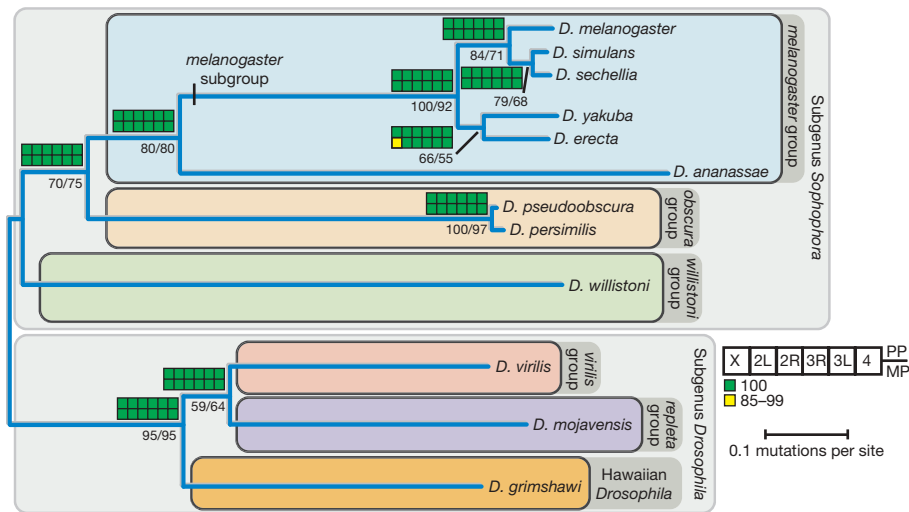 D. melanogaster
84/71
D. simulans
melanogaster
subgroup
D. sechellia
100/92
79/68
D. yakuba
80/80
D. erecta
66/55
70/75
D. ananassae
melanogaster group
Subgenus Sophophora
D. pseudoobscura
100/97
D. persimilis
obscura
group
D. willistoni
willistoni
group
D. virilis
virilis
group
59/64
95/95
D. mojavensis
repleta
group
D. grimshawi
Hawaiian
Drosophila
Subgenus Drosophila
X 2L 2R 3R 3L 4 PP
MP
100
85–99
0.1 mutations per site